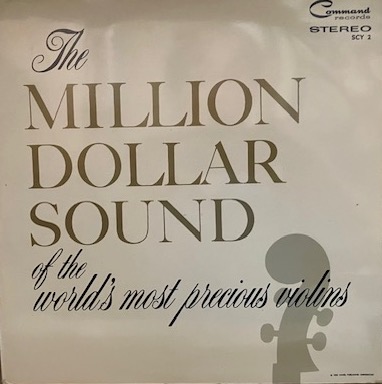 Command
records
STEREO
SCY 2
The
MILLION
DOLLAR
SOUND
of the
world's most precious violins